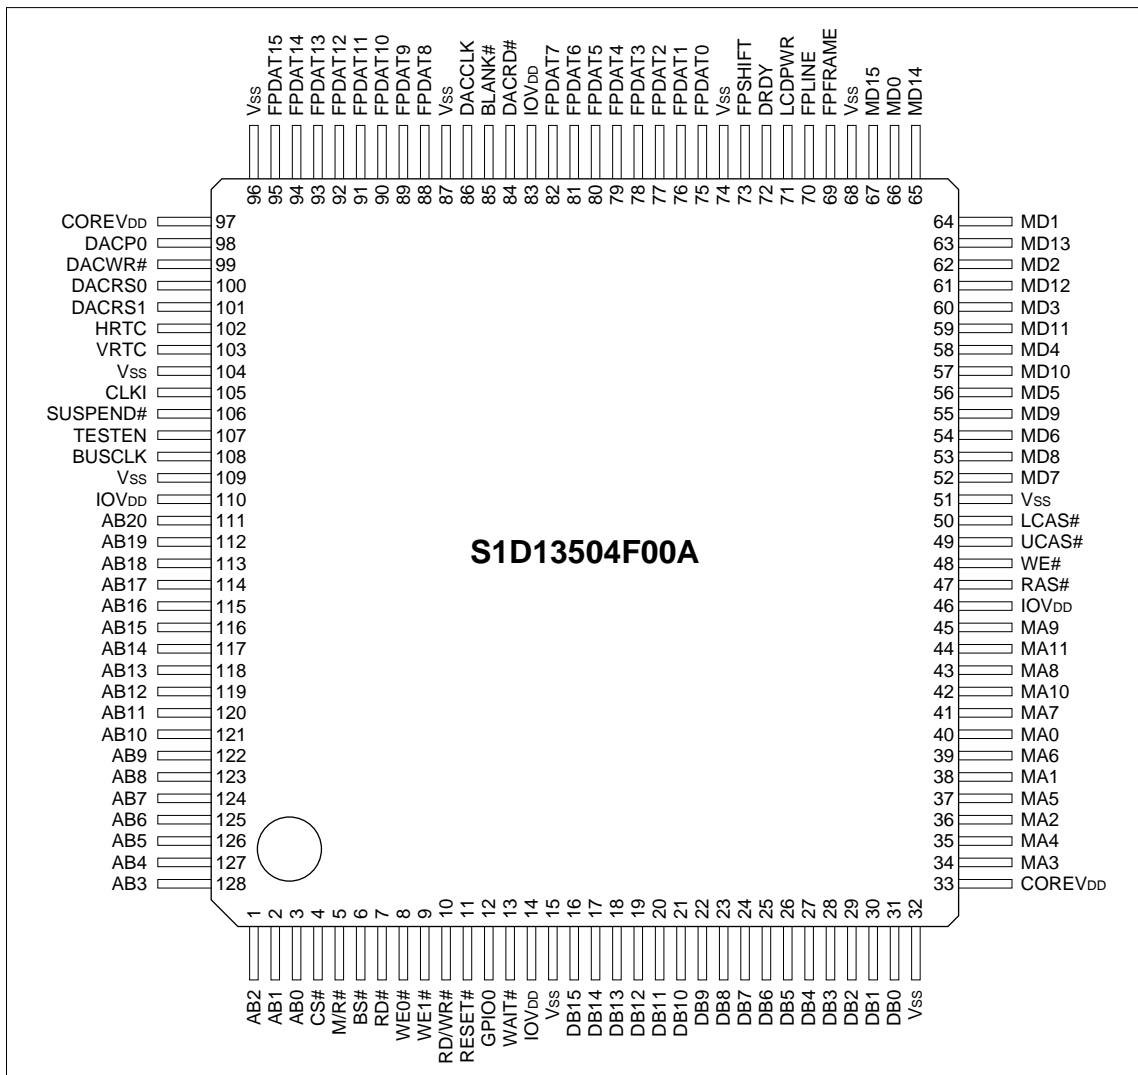 Vss
FPDAT15
FPDAT14
FPDAT13
FPDAT12
FPDAT11
FPDAT10
FPDAT9
FPDAT8
Vss
DACCLK
BLANK#
DACRD#
IOVDD
FPDAT7
FPDAT6
FPDAT5
FPDAT4
FPDAT3
FPDAT2
FPDAT1
FPDAT0
Vss
FPSHIFT
DRDY
LCDPWR
FPLINE
FPFRAME
Vss
MD15
MD0
MD14
96
95
94
93
92
91
90
89
88
87
86
85
84
83
82
81
80
79
78
77
76
75
74
73
72
71
70
69
68
67
66
65
COREVDD 97
DACP0 98
DACWR# 99
DACRS0 100
DACRS1 101
HRTC 102
VRTC 103
Vss 104
CLKI 105
SUSPEND# 106
TESTEN 107
BUSCLK 108
Vss 109
IOVDD 110
AB20 111
AB19 112
AB18 113
AB17 114
AB16 115
AB15 116
AB14 117
AB13 118
AB12 119
AB11 120
AB10 121
AB9 122
AB8 123
AB7 124
AB6 125
AB5 126
AB4 127
AB3 128
S1D13504F00A
64 MD1
63 MD13
62 MD2
61 MD12
60 MD3
59 MD11
58 MD4
57 MD10
56 MD5
55 MD9
54 MD6
53 MD8
52 MD7
51 Vss
50 LCAS#
49 UCAS#
48 WE#
47 RAS#
46 IOVDD
45 MA9
44 MA11
43 MA8
42 MA10
41 MA7
40 MA0
39 MA6
38 MA1
37 MA5
36 MA2
35 MA4
34 MA3
33 COREVDD
1
2
3
4
5
6
7
8
9
10
11
12
13
14
15
16
17
18
19
20
21
22
23
24
25
26
27
28
29
30
31
32
AB2
AB1
AB0
CS#
M/R#
BS#
RD#
WE0#
WE1#
RD/WR#
RESET#
GPIO0
WAIT#
IOVDD
Vss
DB15
DB14
DB13
DB12
DB11
DB10
DB9
DB8
DB7
DB6
DB5
DB4
DB3
DB2
DB1
DB0
Vss